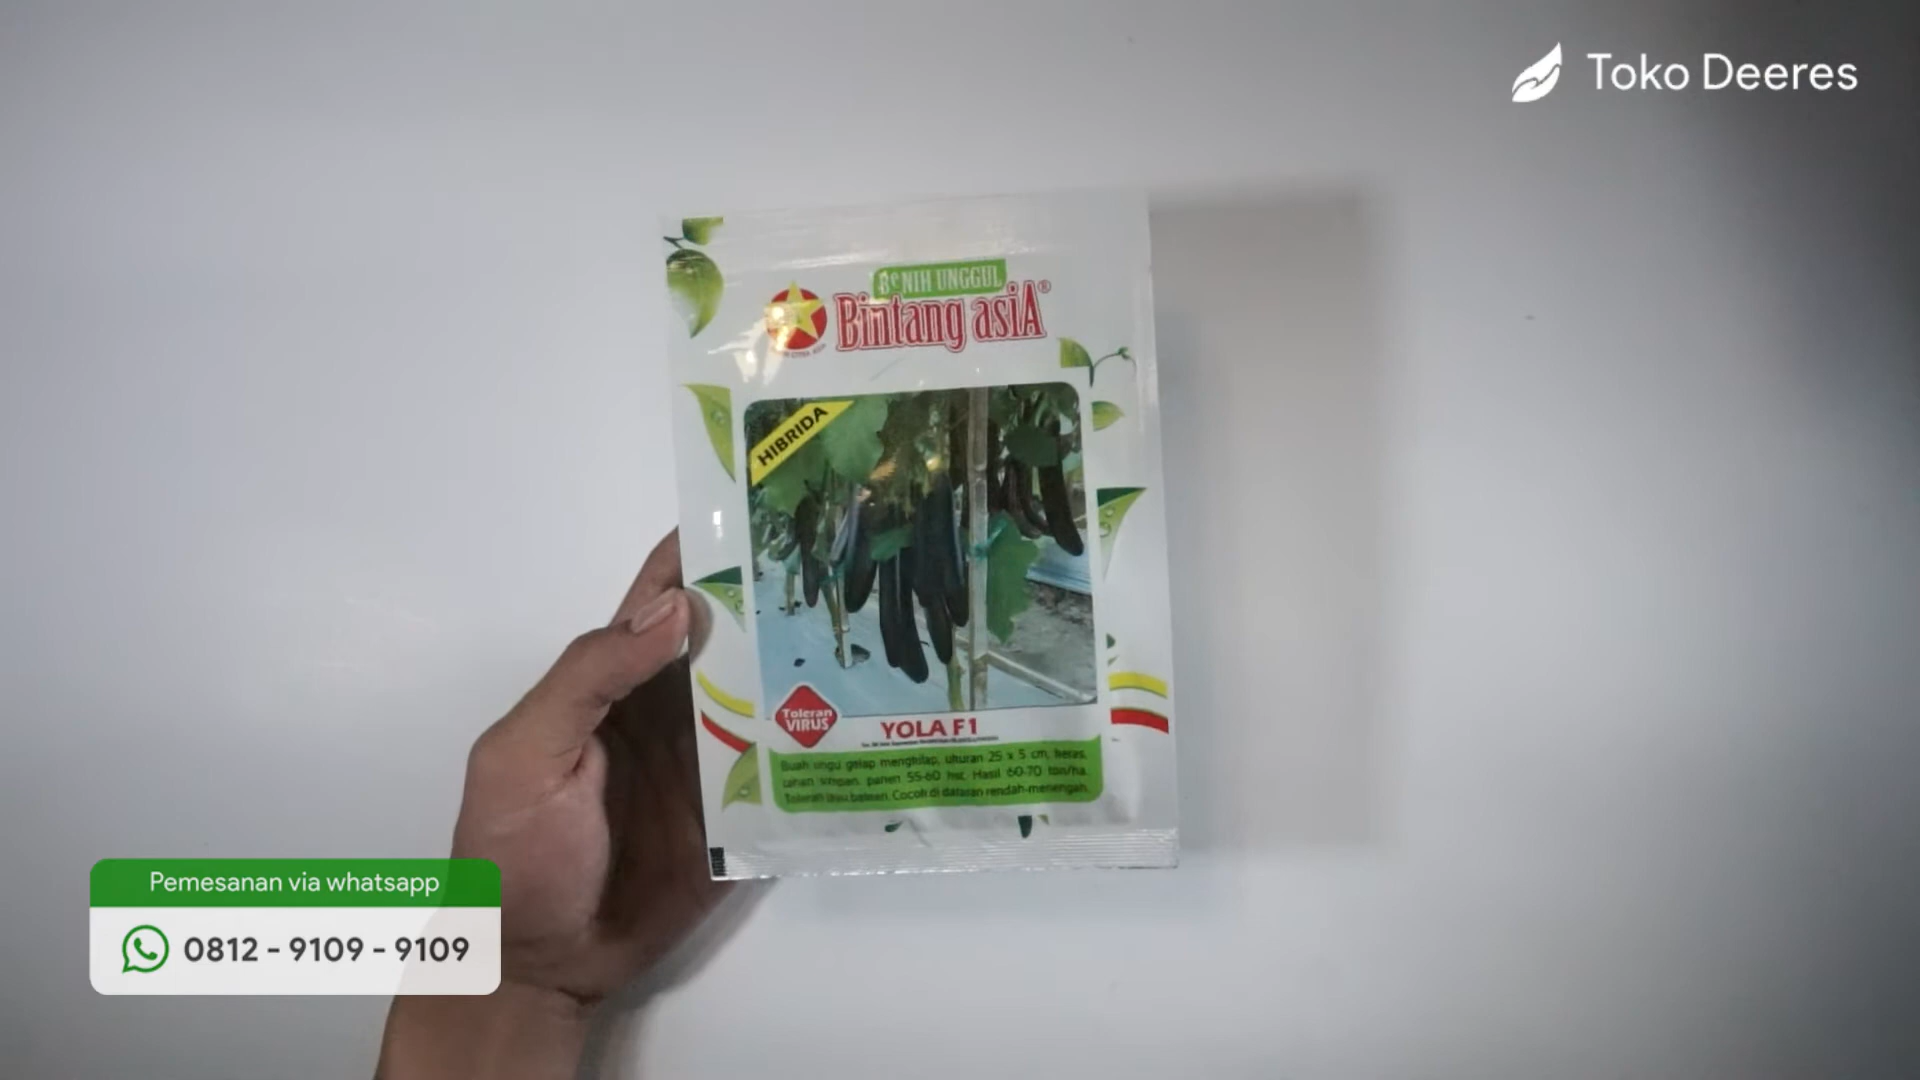 Toko Deeres
BeNIH UNGGUL
Bintang asiA®
HIBRIDA
Toleran
VIRUS
YOLA F1
Buah ungu gelap mengkilap, ukuran 25 x 5 cm, keras,
tahan simpan, panen 55-60 hst. Hasil 60-70 ton/ha.
Toleran layu bakteri. Cocok di dataran rendah-menengah.
Pemesanan via whatsapp
0812 - 9109 - 9109